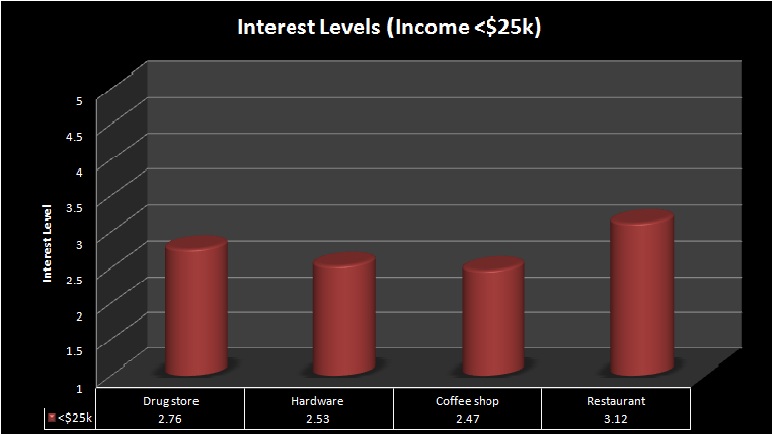 Interest Levels (Income <$25k)
Interest Level
5
4.5
4
3.5
3
2.5
2
1.5
1
Drug store Hardware Coffee shop Restaurant
<$25k 2.76 2.53 2.47 3.12